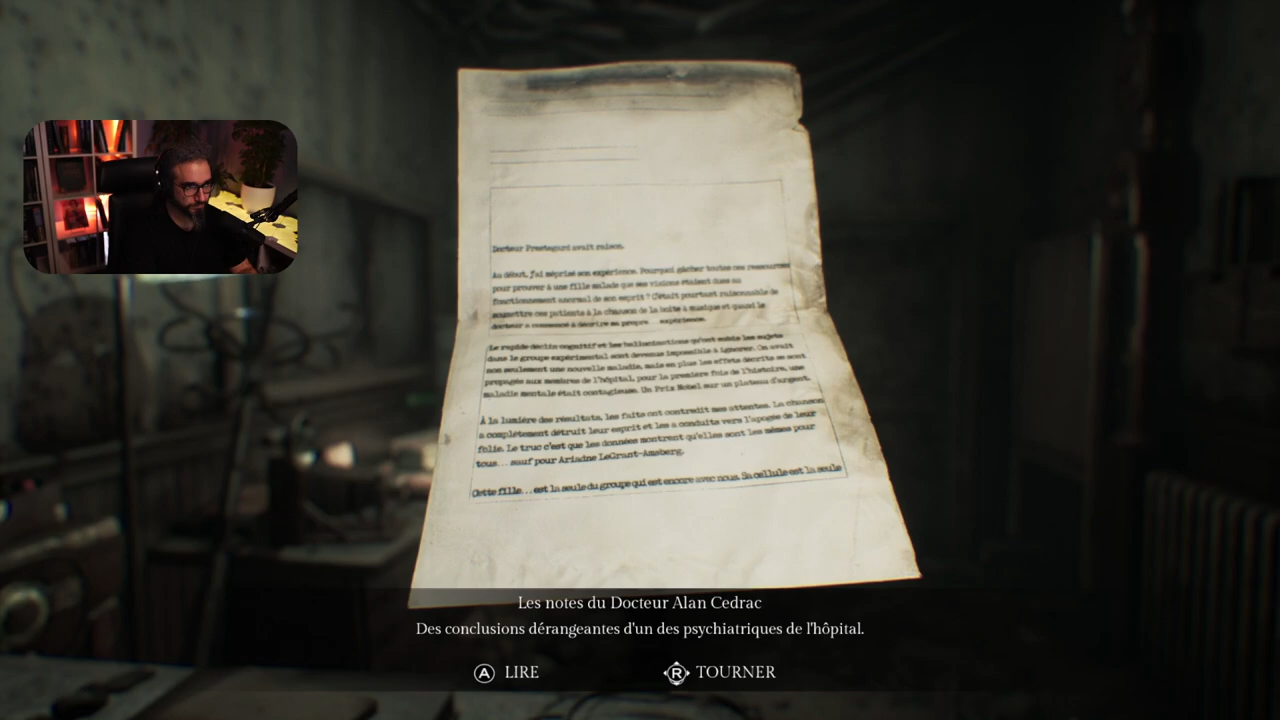 Docteur Prestegard avait raison.
Au début, j'ai méprisé son expérience. Pourquoi gâcher toutes ces ressources
pour prouver à une fille malade que ses visions étaient dues au
fonctionnement anormal de son esprit ? C'était pourtant raisonnable de
soumettre ces patients à la chanson de la boîte à musique et quand le
docteur a commencé à décrire sa propre... expérience.
Le rapide déclin cognitif et les hallucinations qu'ont subis les sujets
dans le groupe expérimental sont devenus impossible à ignorer. On avait
non seulement une nouvelle maladie, mais en plus les effets décrits se sont
propagés aux membres de l'hôpital, pour la première fois de l'histoire, une
maladie mentale était contagieuse. Un Prix Nobel sur un plateau d'argent.
À la lumière des résultats, les faits ont contredit mes attentes. La chanson
a complètement détruit leur esprit et les a conduits vers l'apogée de leur
folie. Le truc c'est que les données montrent qu'elles sont les mêmes pour
tous... sauf pour Ariadne LeGrant-Amsberg.
Cette fille... est la seule du groupe qui est encore avec nous. Sa cellule est la seule
Les notes du Docteur Alan Cedrac
Des conclusions dérangeantes d'un des psychiatriques de l'hôpital.
A LIRE R TOURNER